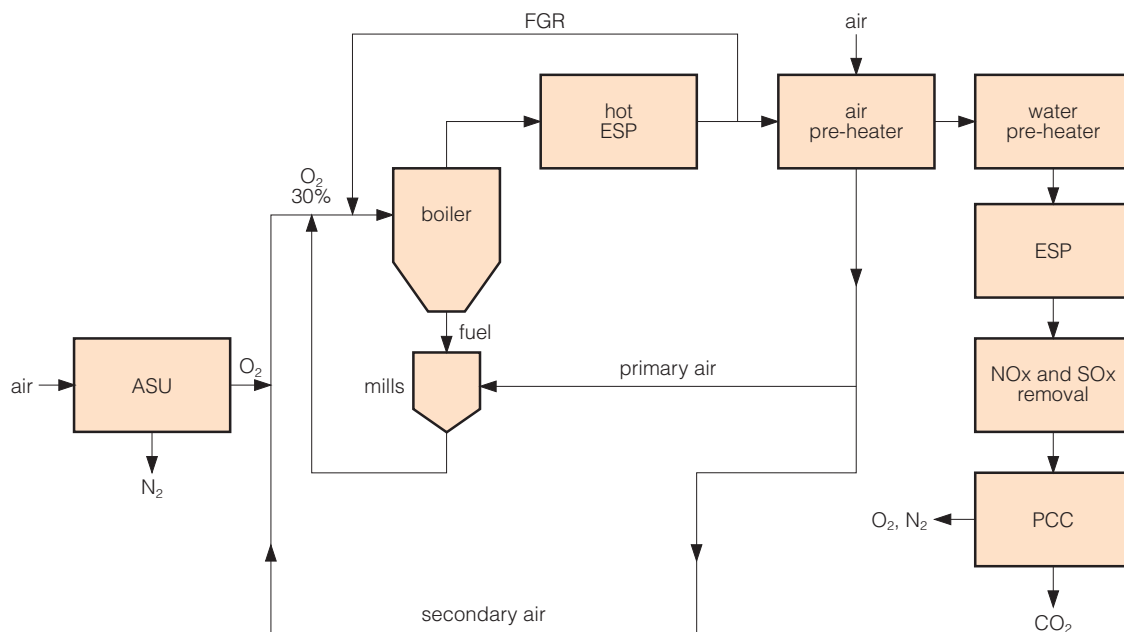 FGR
air
hot
ESP
air
pre-heater
water
pre-heater
O₂
30%
boiler
ESP
fuel
air
ASU
O₂
mills
primary air
NOx and SOx
removal
N₂
O₂, N₂
PCC
secondary air
CO₂